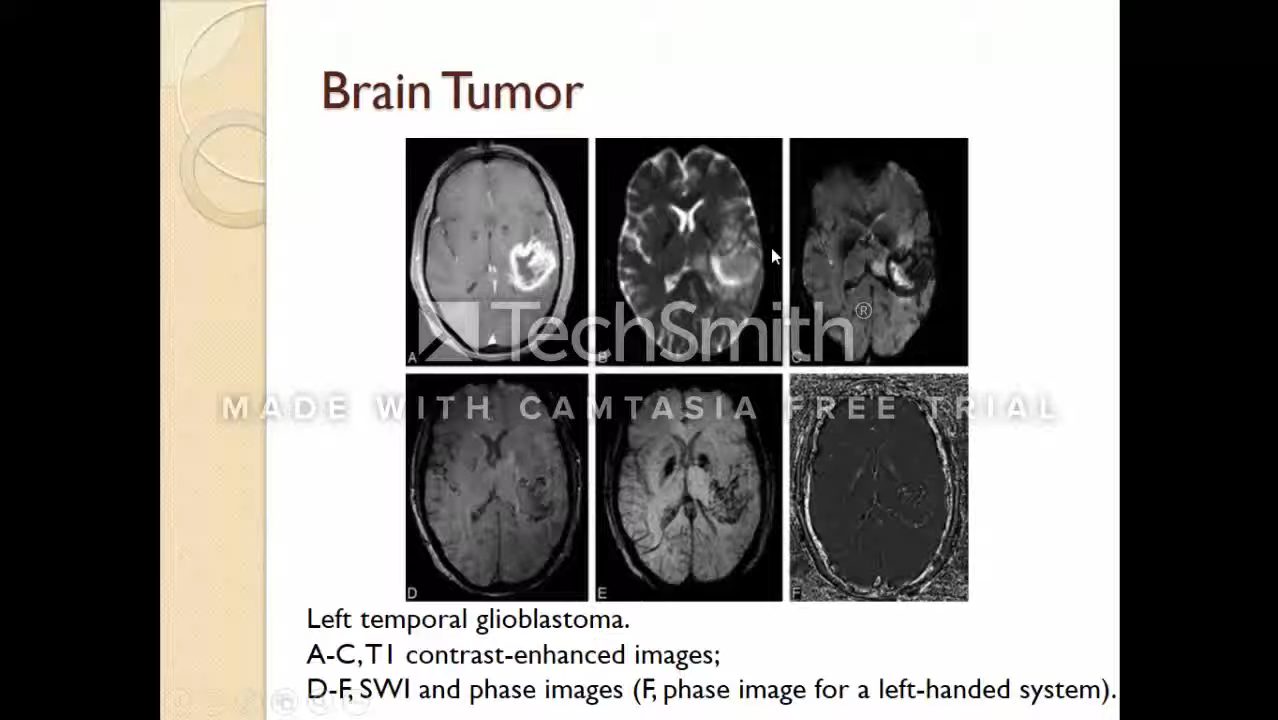 Brain Tumor
A
B
C
TechSmith®
MADE WITH CAMTASIA FREE TRIAL
D
E
F
Left temporal glioblastoma.
A-C, T1 contrast-enhanced images;
D-F, SWI and phase images (F, phase image for a left-handed system).